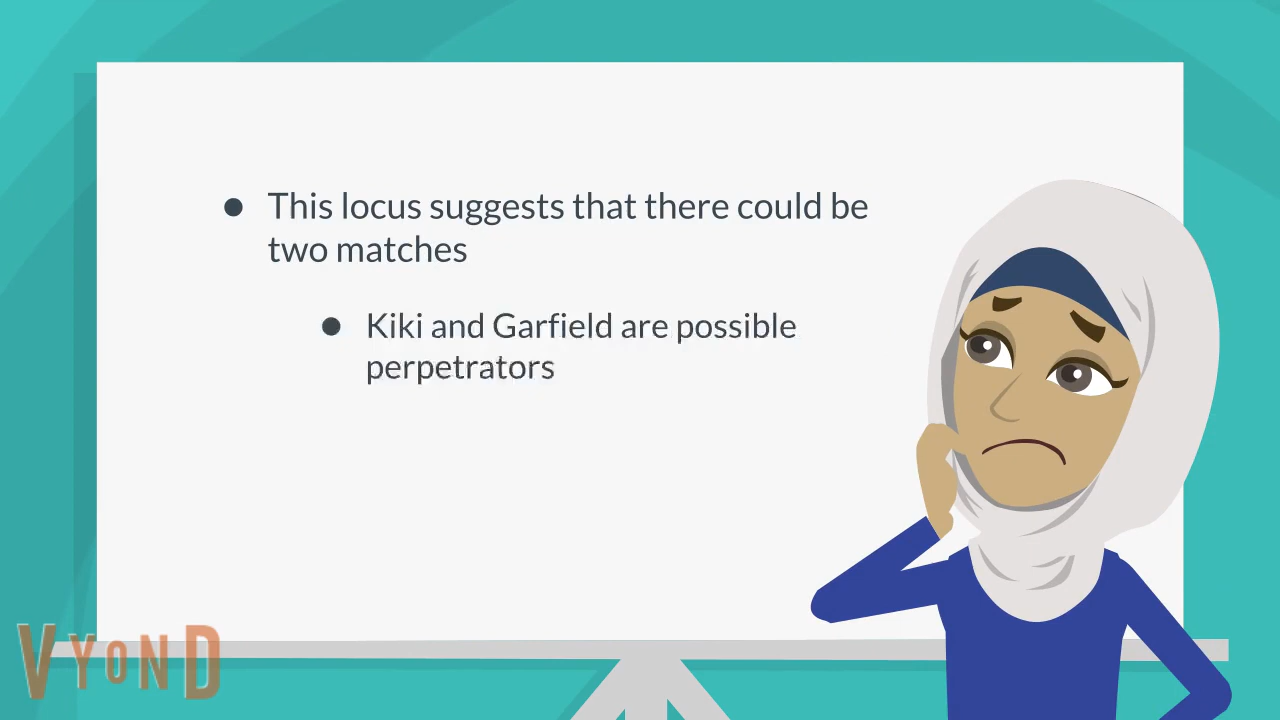 This locus suggests that there could be
two matches
Kiki and Garfield are possible
perpetrators
VYOND